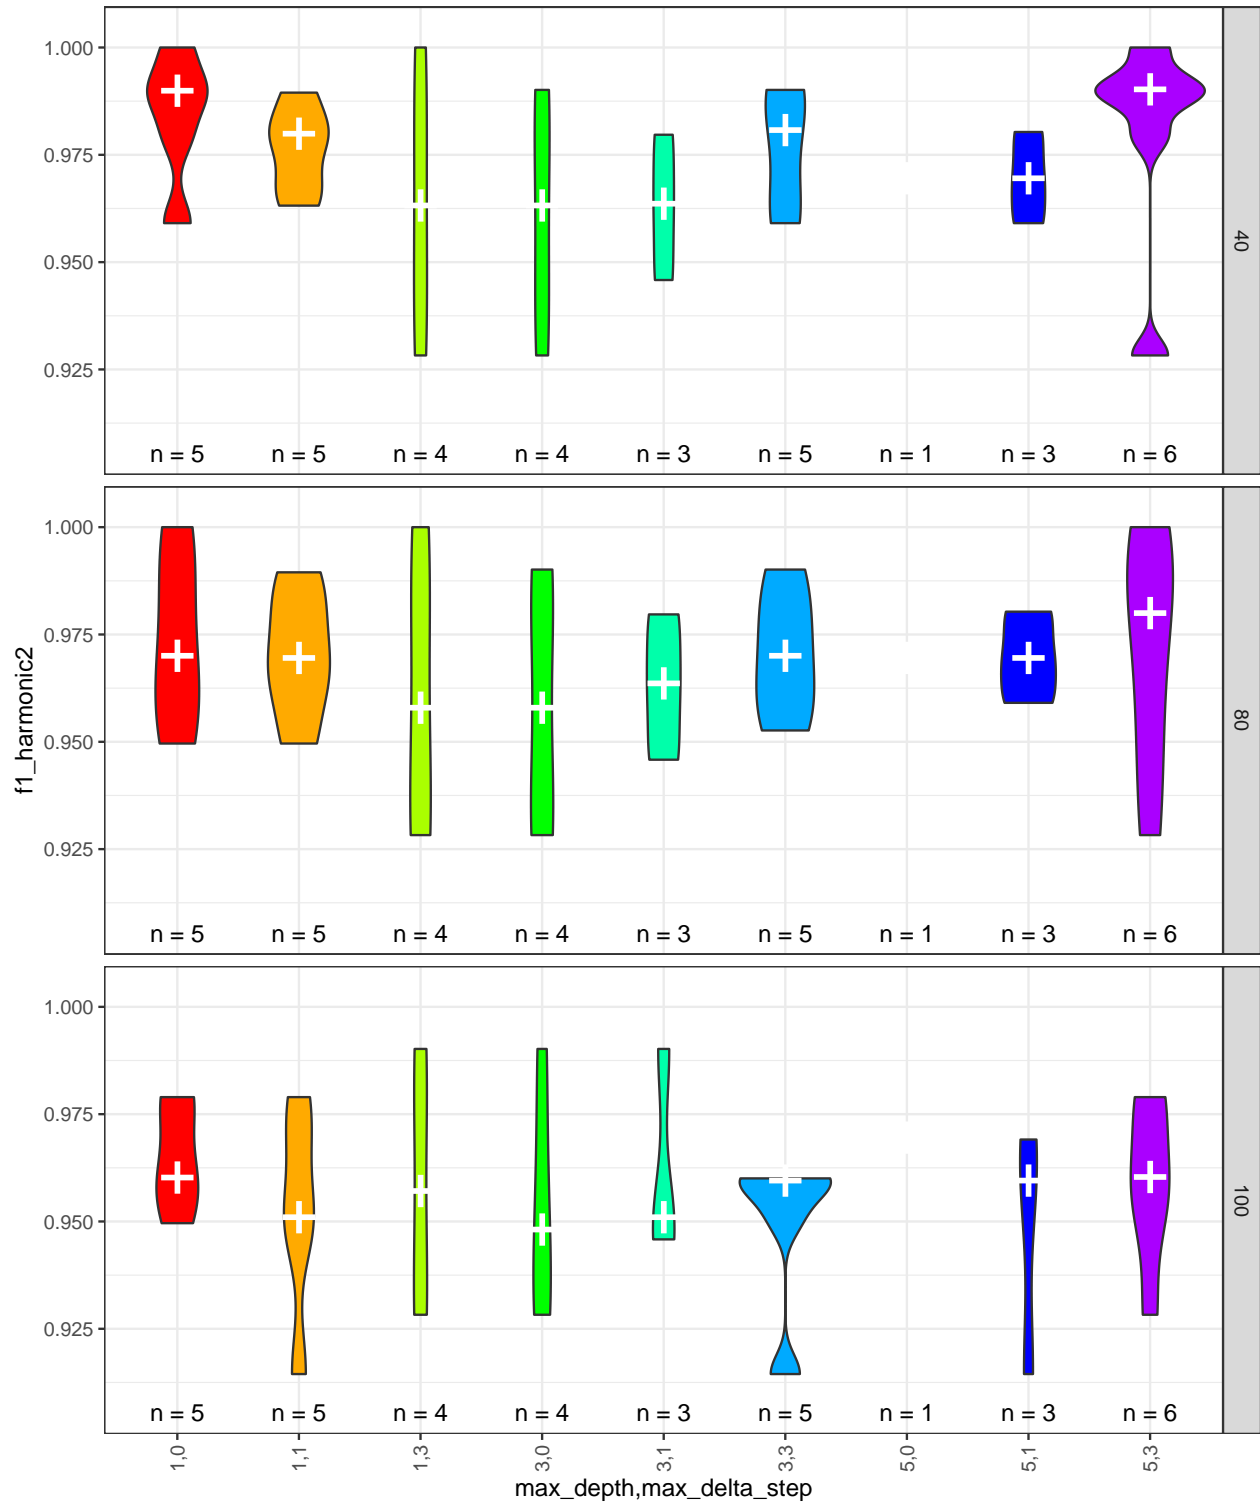 1.000
0.975
0.950
0.925
n = 5 n = 5 n = 4 n = 4 n = 3 n = 5 n = 1 n = 3 n = 6
40
1.000
0.975
0.950
0.925
n = 5 n = 5 n = 4 n = 4 n = 3 n = 5 n = 1 n = 3 n = 6
80
f1_harmonic2
1.000
0.975
0.950
0.925
n = 5 n = 5 n = 4 n = 4 n = 3 n = 5 n = 1 n = 3 n = 6
100
1,0 1,1 1,3 3,0 3,1 3,3 5,0 5,1 5,3
max_depth,max_delta_step